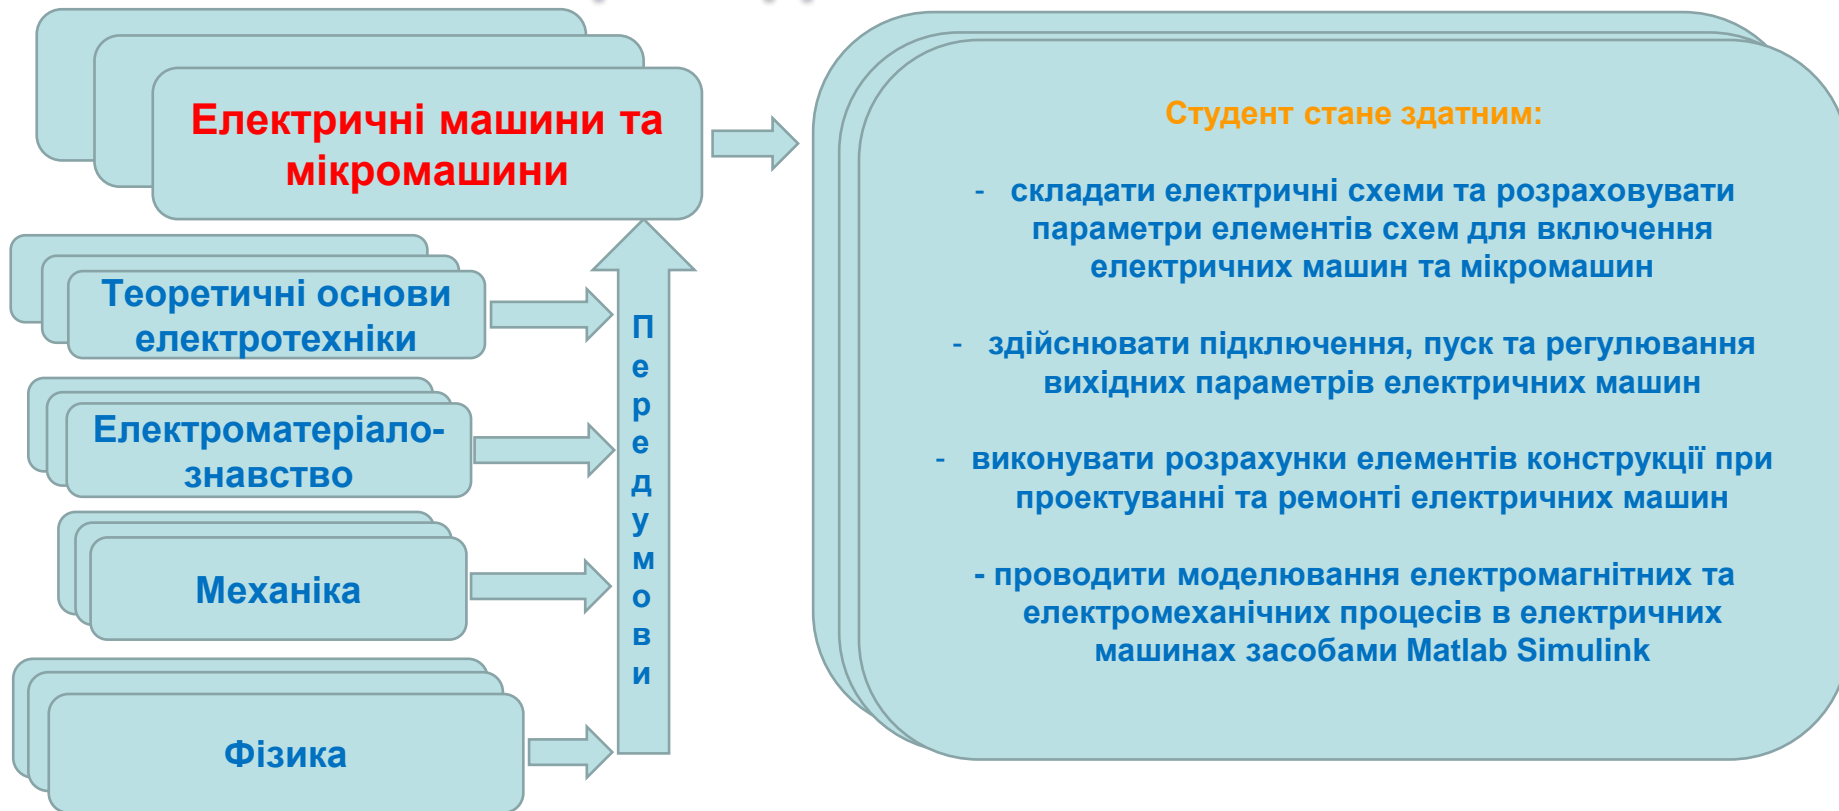 Електричні машини та
мікромашини
Теоретичні основи
електротехніки
Електроматеріало-
знавство
Механіка
Фізика
Передумови
Студент стане здатним:
- складати електричні схеми та розраховувати
параметри елементів схем для включення
електричних машин та мікромашин
- здійснювати підключення, пуск та регулювання
вихідних параметрів електричних машин
- виконувати розрахунки елементів конструкції при
проектуванні та ремонті електричних машин
- проводити моделювання електромагнітних та
електромеханічних процесів в електричних
машинах засобами Matlab Simulink